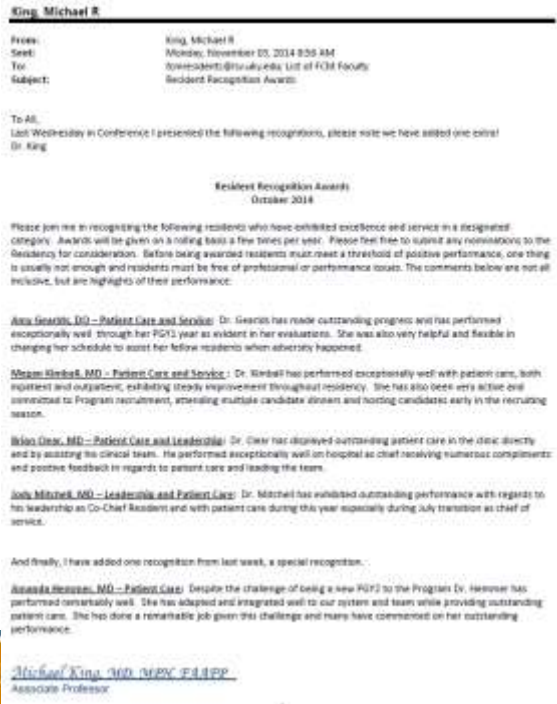 King, Michael R
From: King, Michael R
Sent: Monday, November 03, 2014 8:56 AM
To: List of FCM Faculty
Subject: Resident Recognition Awards
To All,
Last Wednesday in Conference I presented the following recognitions, please note we have added one extra!
Dr. King
Resident Recognition Awards
October 2014
Please join me in recognizing the following residents who have exhibited excellence and service in a designated
category. Awards will be given on a rolling basis a few times per year. Please feel free to submit any nominations to the
Residency for consideration. Before being awarded residents must meet a threshold of positive performance, one thing
is usually not enough and residents must be free of professional or performance issues. The comments below are not all
inclusive, but are highlights of their performance:
Amy Gearlds, DO – Patient Care and Service: Dr. Gearlds has made outstanding progress and has performed
exceptionally well through her PGY1 year as evident in her evaluations. She was also very helpful and flexible in
changing her schedule to assist her fellow residents when adversity happened.
Megan Kimball, MD – Patient Care and Service : Dr. Kimball has performed exceptionally well with patient care, both
inpatient and outpatient, exhibiting steady improvement throughout residency. She has also been very active and
committed to Program recruitment, attending multiple candidate dinners and hosting candidates early in the recruiting
season.
Brian Clear, MD – Patient Care and Leadership: Dr. Clear has displayed outstanding patient care in the clinic directly
and by assisting his clinical team. He performed exceptionally well on hospital as chief receiving numerous compliments
and positive feedback in regards to patient care and leading the team.
Jody Mitchell, MD – Leadership and Patient Care: Dr. Mitchell has exhibited outstanding performance with regards to
his leadership as Co-Chief Resident and with patient care during this year especially during July transition as chief of
service.
And finally, I have added one recognition from last week, a special recognition.
Amanda Hemmer, MD – Patient Care: Despite the challenge of being a new PGY2 to the Program Dr. Hemmer has
performed remarkably well. She has adapted and integrated well to our system and team while providing outstanding
patient care. She has done a remarkable job given this challenge and many have commented on her outstanding
performance.
Michael King, MD, MPH, FAAFP
Associate Professor